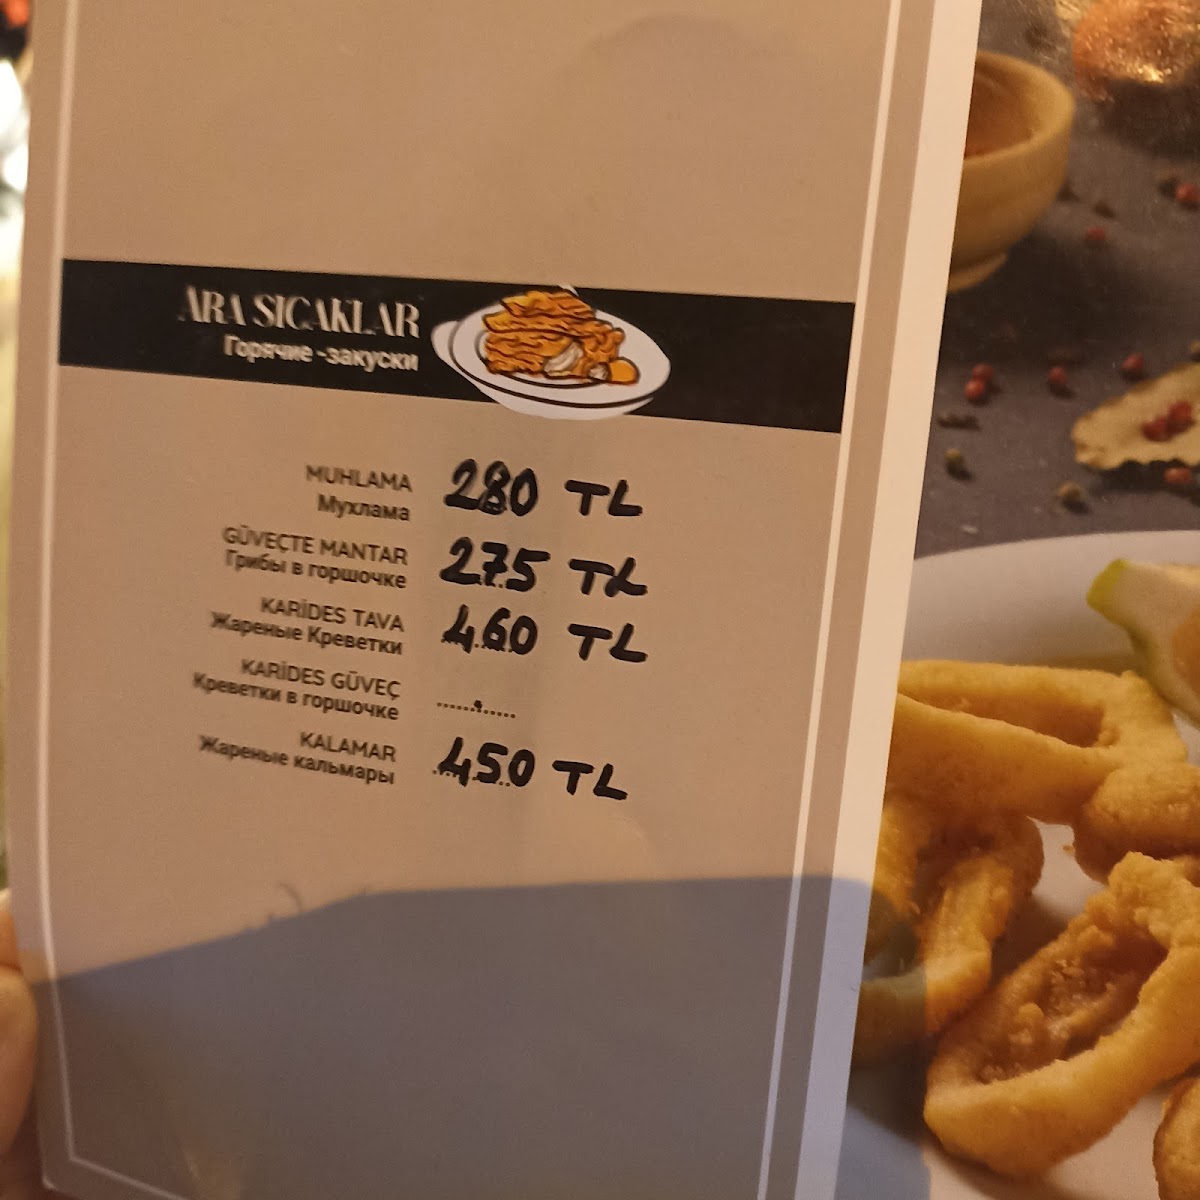 ARA SICAKLAR
Горячие -закуски
MUHLAMA 280 TL
Мухлама
GÜVEÇTE MANTAR 275 TL
Грибы в горшочке
KARİDES TAVA 460 TL
Жареные Креветки
KARİDES GÜVEÇ ............
Креветки в горшочке
KALAMAR 450 TL
Жареные кальмары